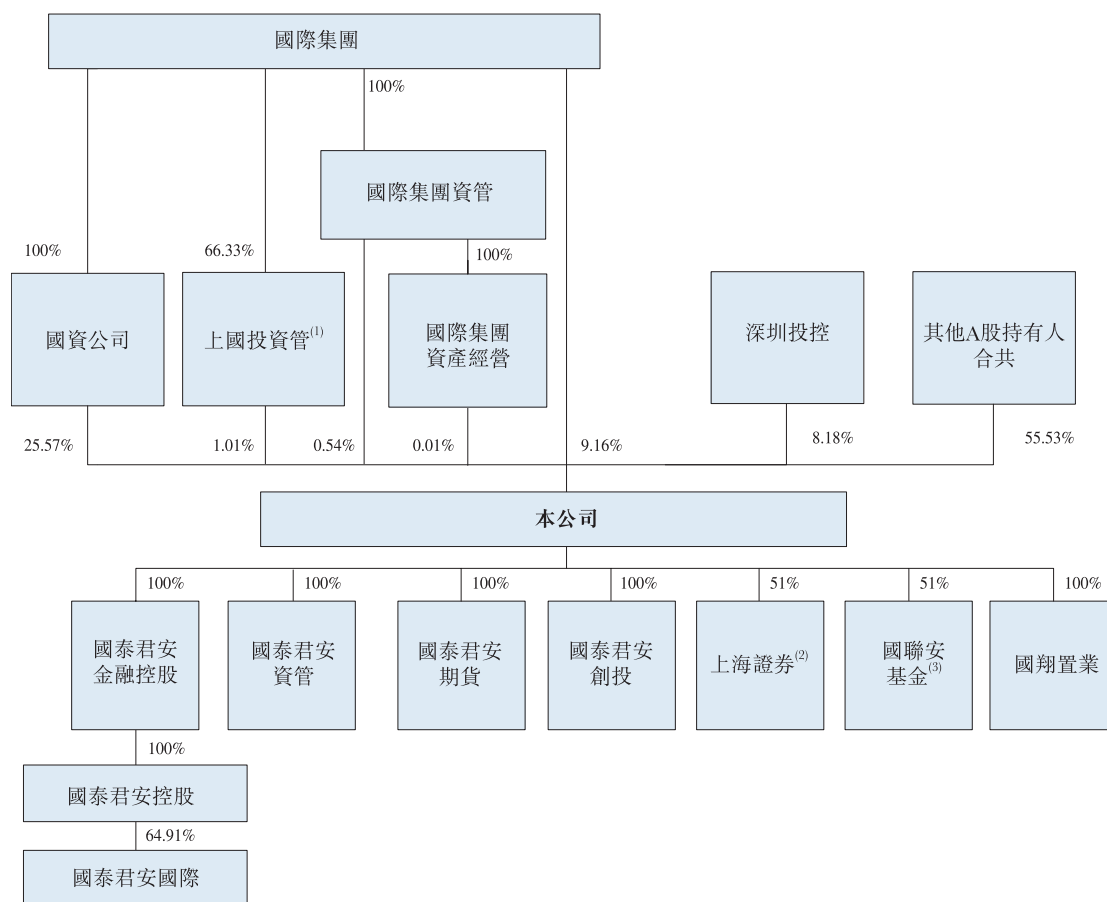 國際集團
100%
國際集團資管
100%
66.33%
100%
國資公司
上國投資管(1)
國際集團
資產經營
深圳投控
其他A股持有人
合共
25.57%
1.01%
0.54%
0.01%
9.16%
8.18%
55.53%
本公司
100%
100%
100%
100%
51%
51%
100%
國泰君安
金融控股
國泰君安
資管
國泰君安
期貨
國泰君安
創投
上海證券(2)
國聯安
基金(3)
國翔置業
100%
國泰君安控股
64.91%
國泰君安國際